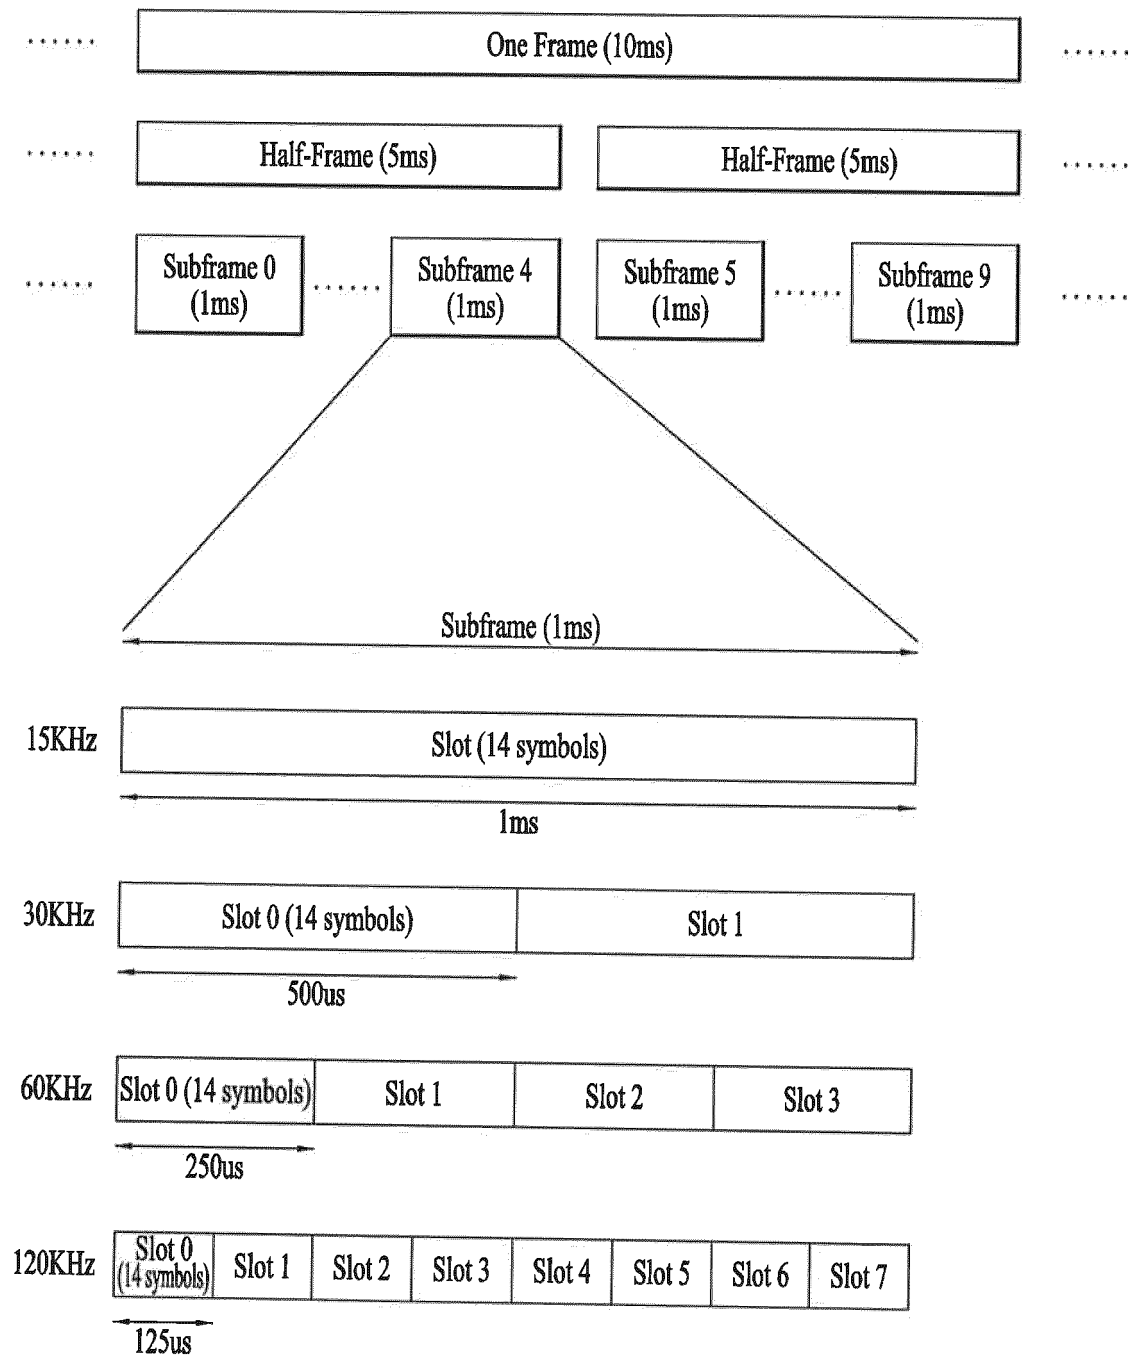 One Frame (10ms)
Half-Frame (5ms)
Half-Frame (5ms)
Subframe 0
(1ms)
Subframe 4
(1ms)
Subframe 5
(1ms)
Subframe 9
(1ms)
Subframe (1ms)
15KHz
Slot (14 symbols)
1ms
30KHz
Slot 0 (14 symbols)
Slot 1
500us
60KHz
Slot 0 (14 symbols)
Slot 1
Slot 2
Slot 3
250us
120KHz
Slot 0
(14 symbols)
Slot 1
Slot 2
Slot 3
Slot 4
Slot 5
Slot 6
Slot 7
125us